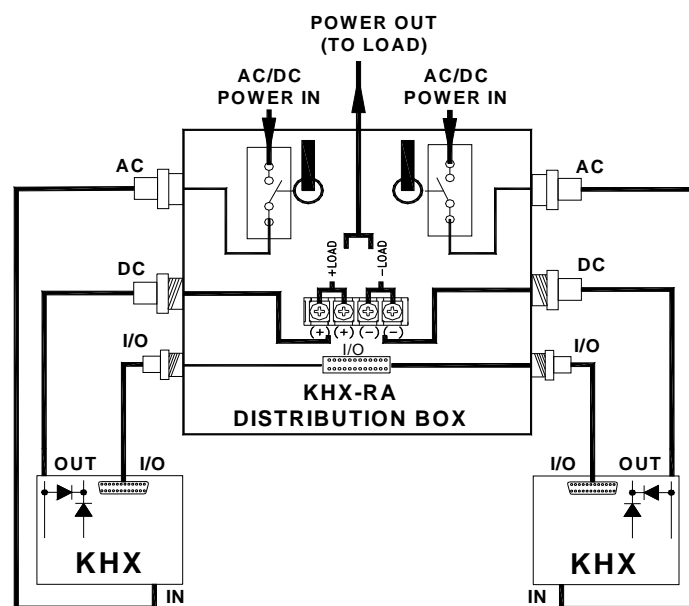 POWER OUT
(TO LOAD)
AC/DC
POWER IN
AC/DC
POWER IN
AC
AC
DC
DC
+LOAD
-LOAD
(+) (+) (-) (-)
I/O
I/O
I/O
KHX-RA
DISTRIBUTION BOX
OUT
I/O
I/O
OUT
KHX
KHX
IN
IN